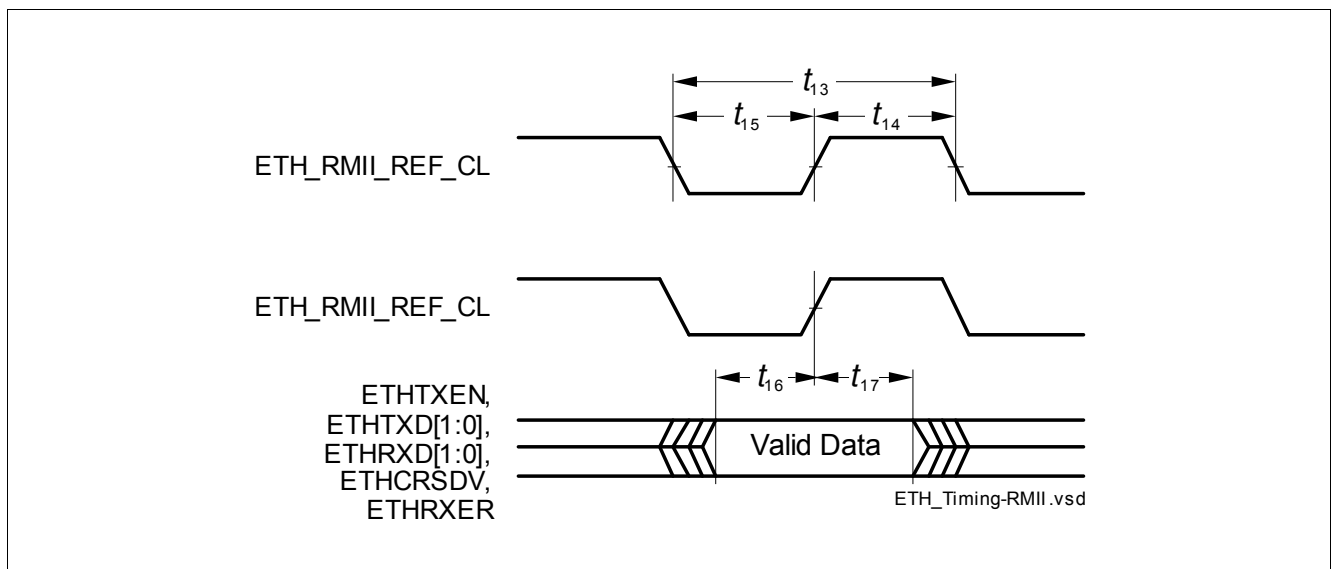 t13
t15
t14
ETH_RMII_REF_CL
ETH_RMII_REF_CL
t16
t17
ETHTXEN,
ETHTXD[1:0],
ETHRXD[1:0],
ETHCRSDV,
ETHRXER
Valid Data
ETH_Timing-RMII.vsd